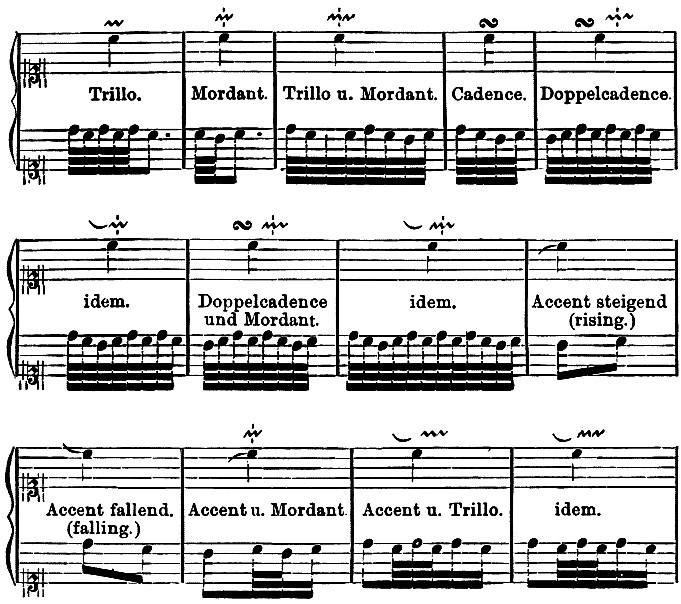 Trillo. Mordant. Trillo u. Mordant. Cadence. Doppelcadence.
idem. Doppelcadence idem. Accent steigend
und Mordant. (rising.)
Accent fallend. Accent u. Mordant. Accent u. Trillo. idem.
(falling.)